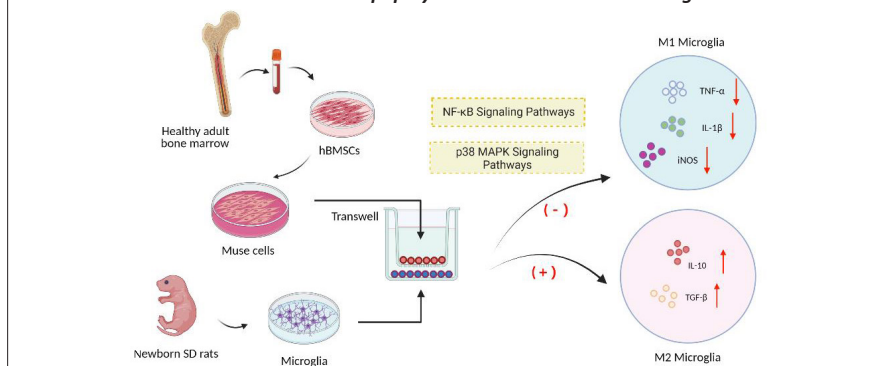 M1 Microglia
TNF-α
IL-1β
iNOS
NF-κB Signaling Pathways
p38 MAPK Signaling
Pathways
Healthy adult
bone marrow
hBMSCs
Muse cells
Transwell
(-)
(+)
IL-10
TGF-β
Newborn SD rats
Microglia
M2 Microglia